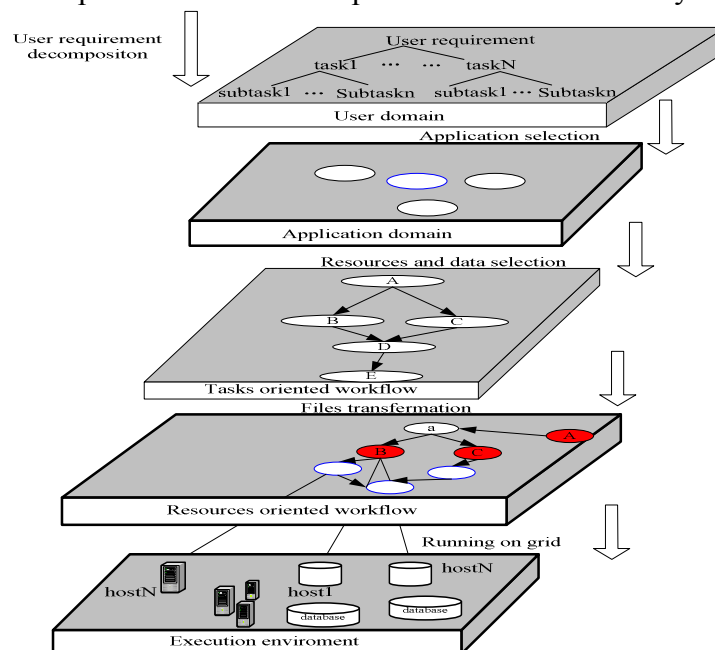 User requirement
decompositon
User requirement
task1 ... ... taskN
subtask1 ... Subtaskn subtask1 ... Subtaskn
User domain
Application selection
Application domain
Resources and data selection
A
B C
D
E
Tasks oriented workflow
Files transfermation
a
A
B C
Resources oriented workflow
Running on grid
hostN host1 hostN
database database
Execution enviroment